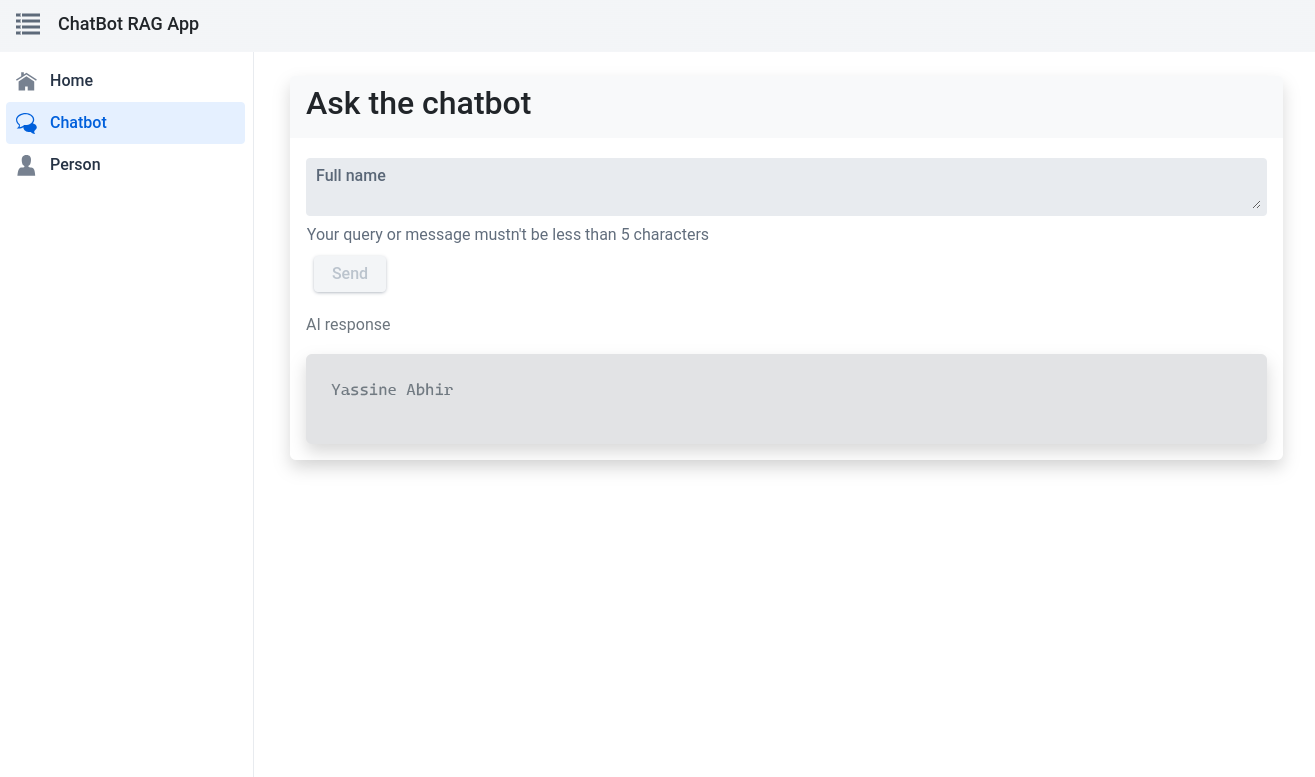 ChatBot RAG App
Home
Chatbot
Person
Ask the chatbot
Full name
Your query or message mustn't be less than 5 characters
Send
AI response
Yassine Abhir